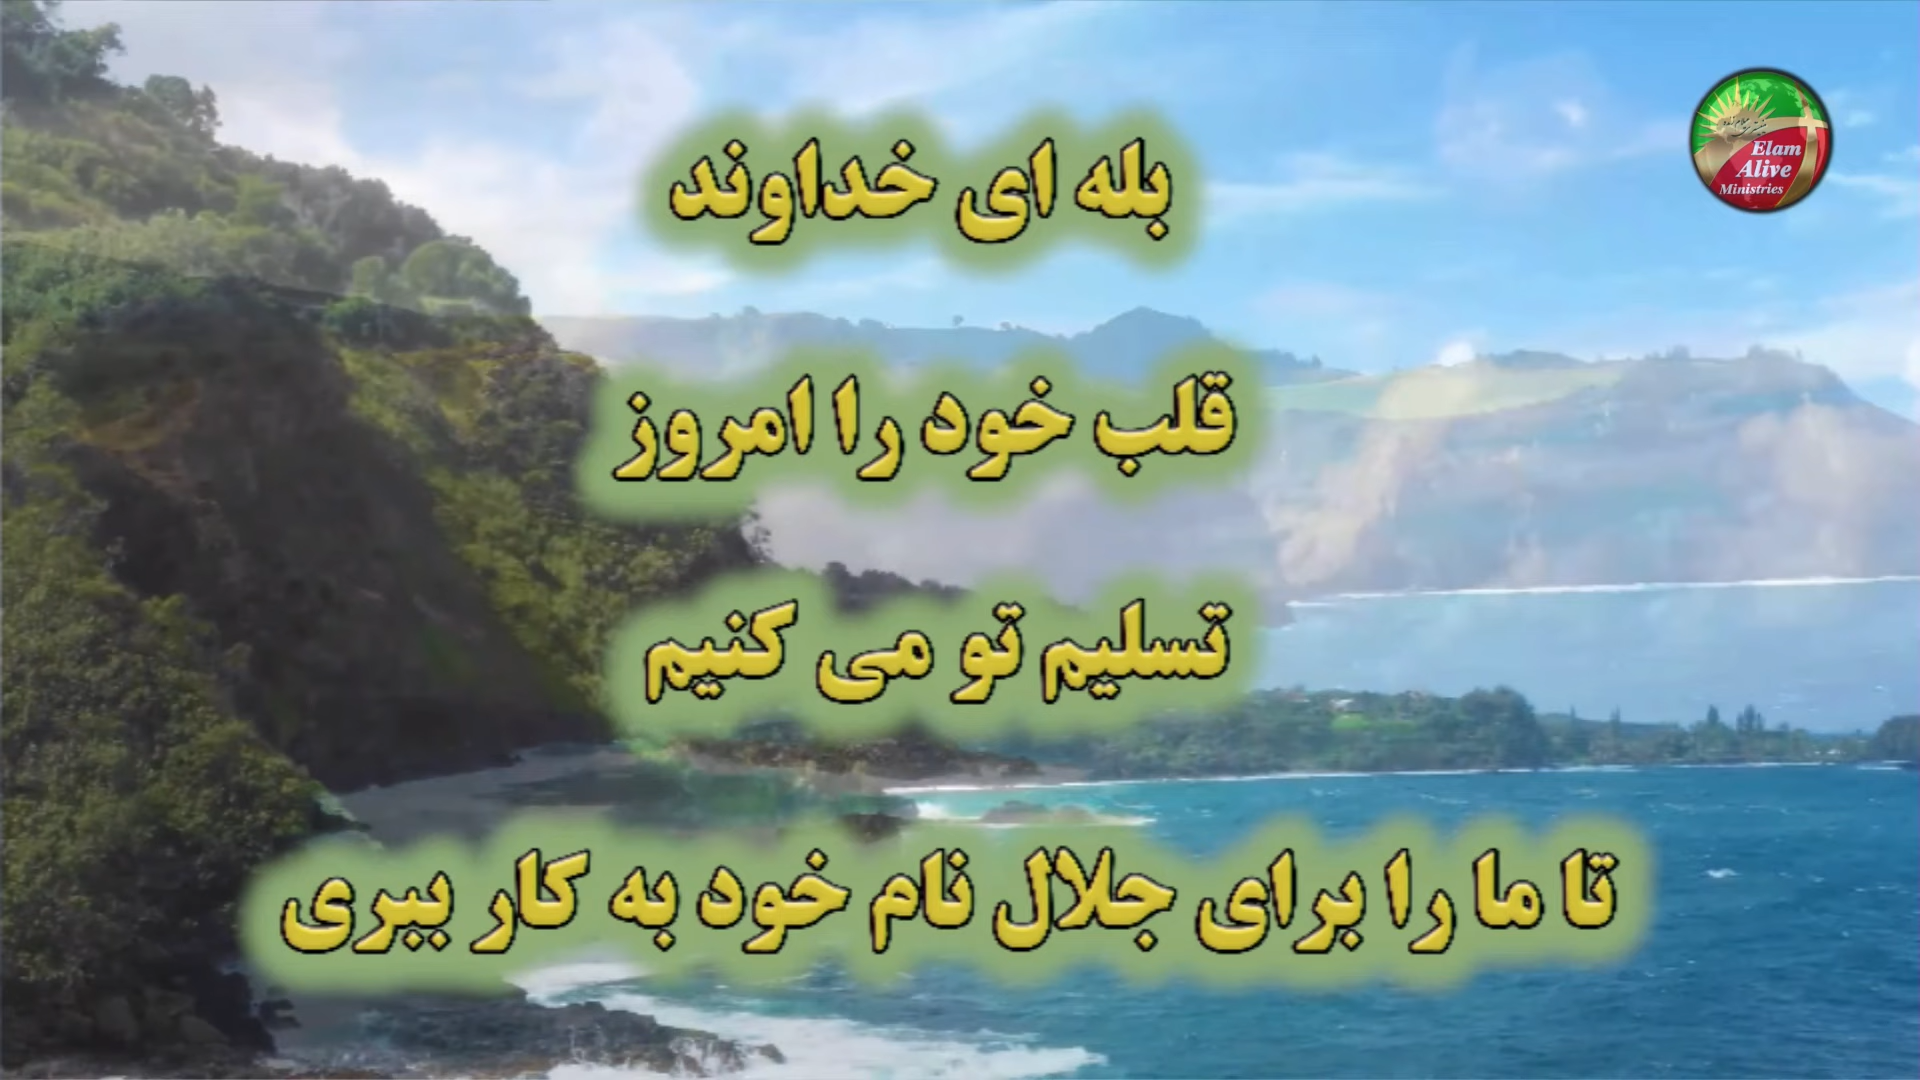 بله ای خداوند
قلب خود را امروز
تسلیم تو می کنیم
تا ما را برای جلال نام خود به کار ببری
Elam
Alive
Ministries